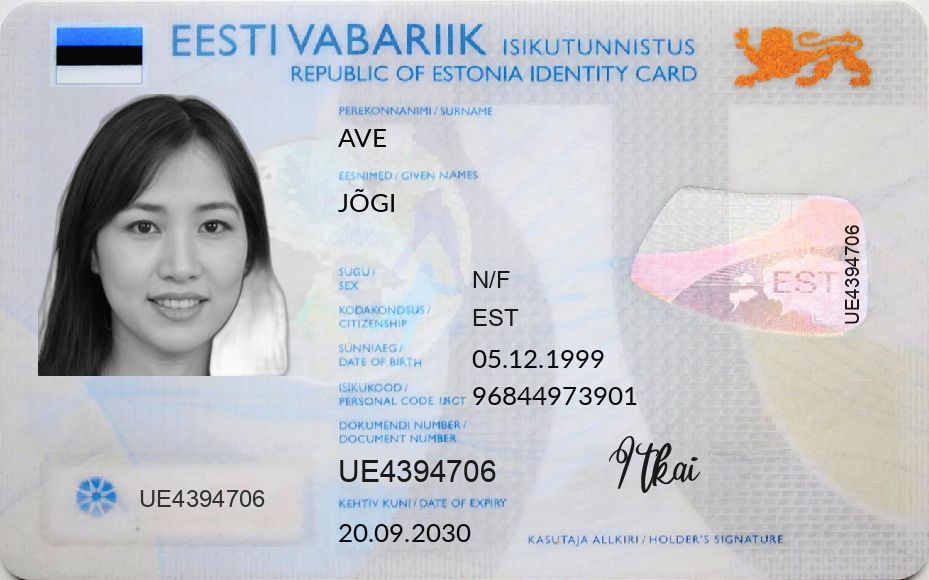 EESTI VABARIIK ISIKUTUNNISTUS
REPUBLIC OF ESTONIA IDENTITY CARD
PEREKONNANIMI / SURNAME
AVE
EESNIMED / GIVEN NAMES
JÕGI
SUGU /
SEX
N/F
KODAKONDSUS /
CITIZENSHIP
EST
SÜNNIAEG /
DATE OF BIRTH
05.12.1999
ISIKUKOOD /
PERSONAL CODE
96844973901
DOKUMENDI NUMBER /
DOCUMENT NUMBER
UE4394706
KEHTIV KUNI / DATE OF EXPIRY
20.09.2030
EST
UE4394706
UE4394706
Itkai
KASUTAJA ALLKIRI / HOLDER'S SIGNATURE